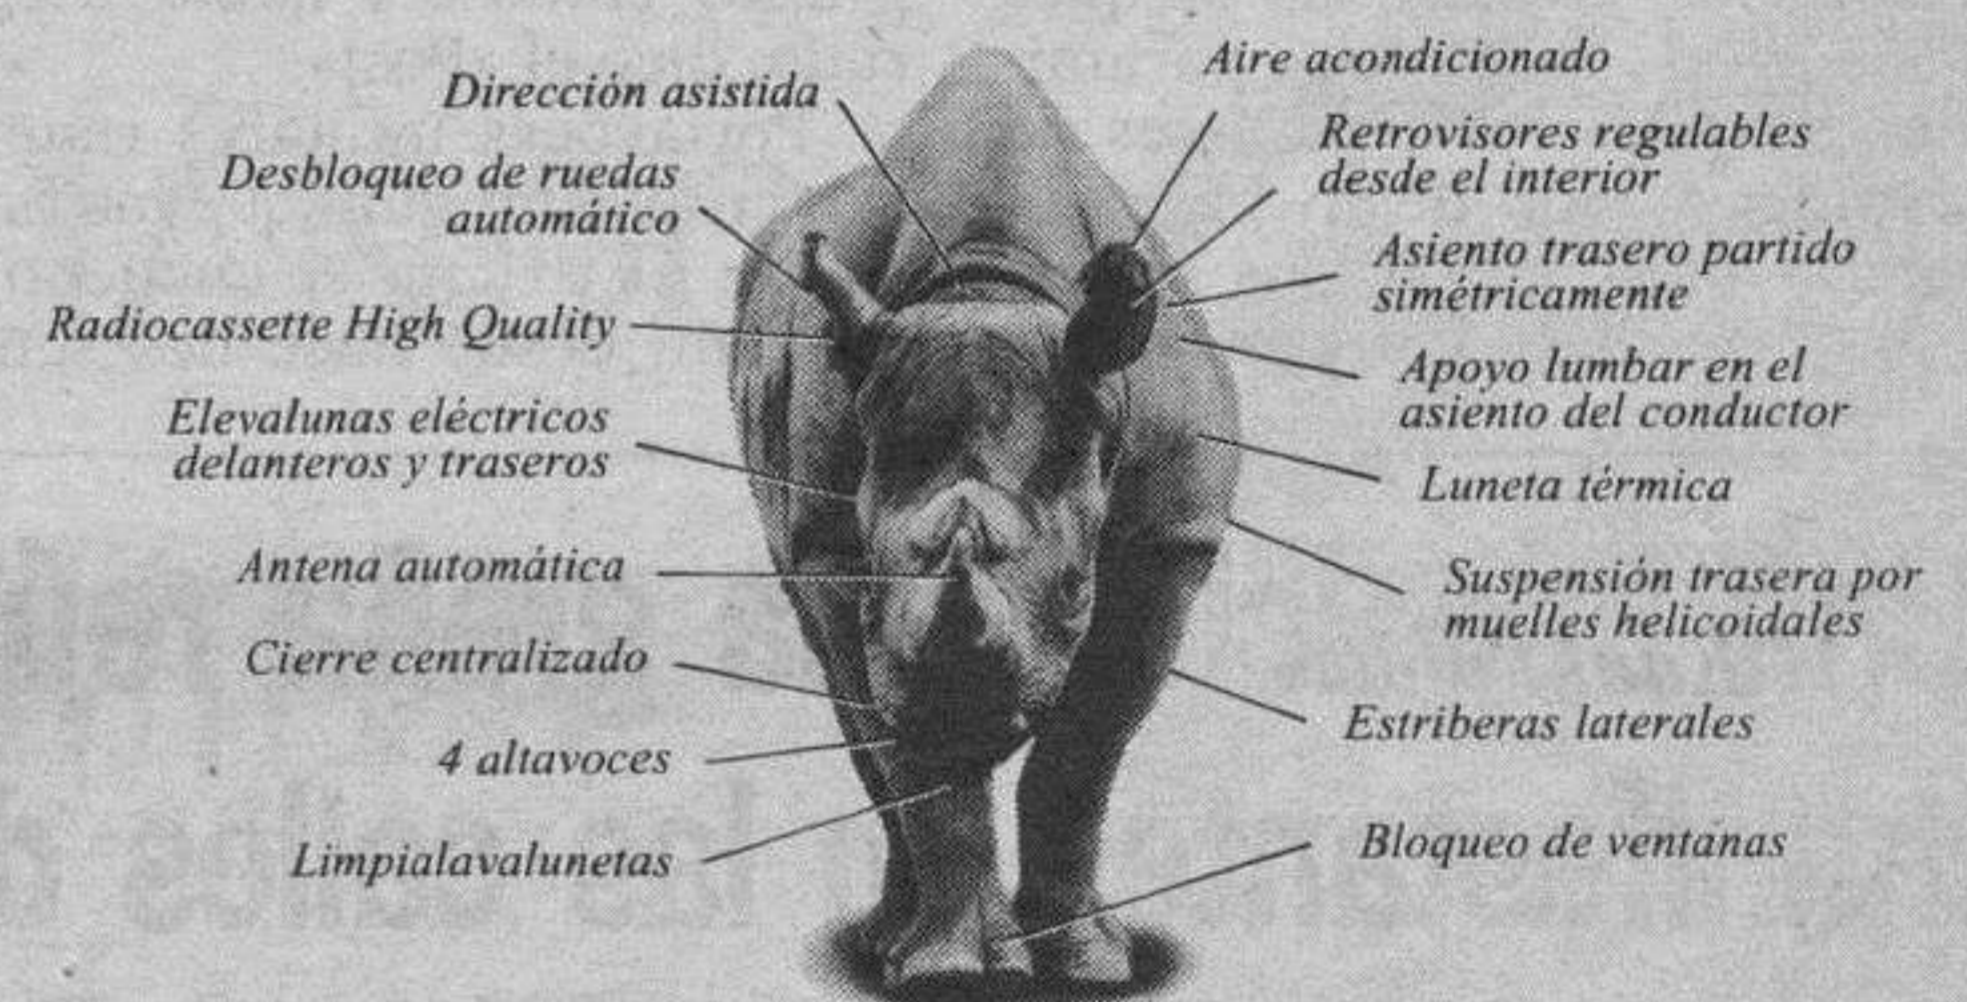 Dirección asistida
Desbloqueo de ruedas
automático
Radiocassette High Quality
Elevalunas eléctricos
delanteros y traseros
Antena automática
Cierre centralizado
4 altavoces
Limpialavalunetas
Aire acondicionado
Retrovisores regulables
desde el interior
Asiento trasero partido
simétricamente
Apoyo lumbar en el
asiento del conductor
Luneta térmica
Suspensión trasera por
muelles helicoidales
Estriberas laterales
Bloqueo de ventanas